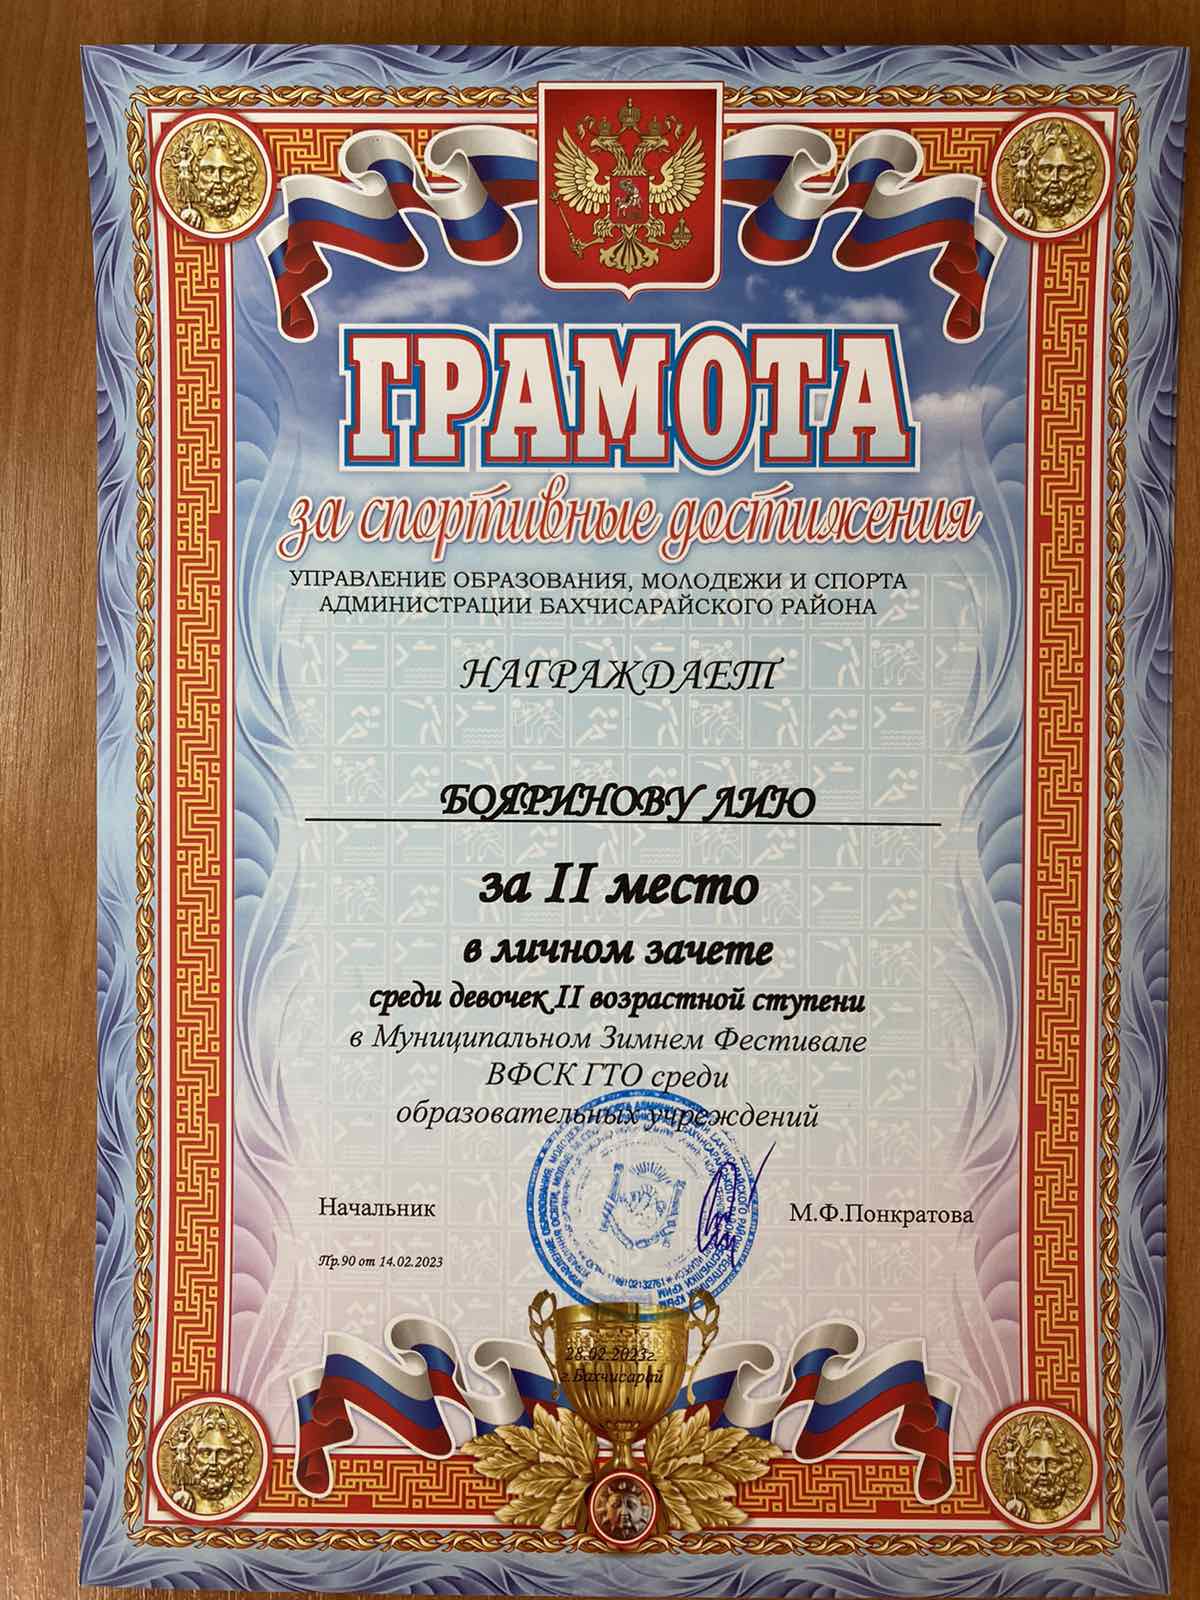 ГРАМОТА
за спортивные достижения
УПРАВЛЕНИЕ ОБРАЗОВАНИЯ, МОЛОДЕЖИ И СПОРТА
АДМИНИСТРАЦИИ БАХЧИСАРАЙСКОГО РАЙОНА
НАГРАЖДАЕТ
БОЯРИНОВУ ЛИЮ
за II место
в личном зачете
среди девочек II возрастной ступени
в Муниципальном Зимнем Фестивале
ВФСК ГТО среди
образовательных учреждений
Начальник
М.Ф.Понкратова
Пр.90 от 14.02.2023
28.02.2023г.
г.Бахчисарай